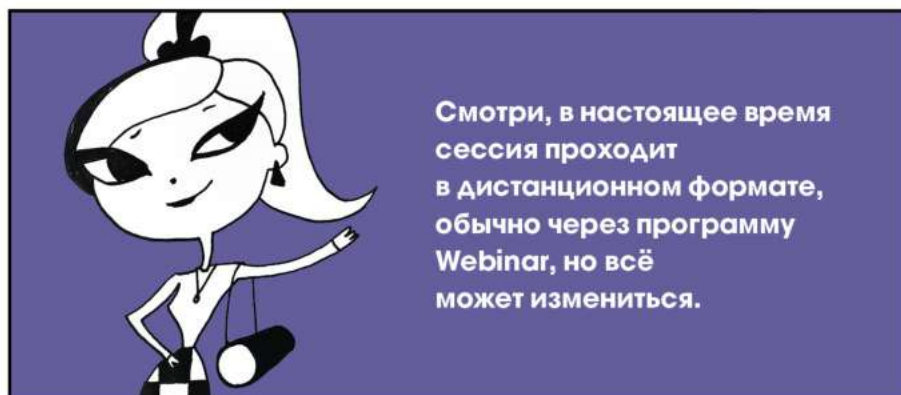 Смотри, в настоящее время
сессия проходит
в дистанционном формате,
обычно через программу
Webinar, но всё
может измениться.